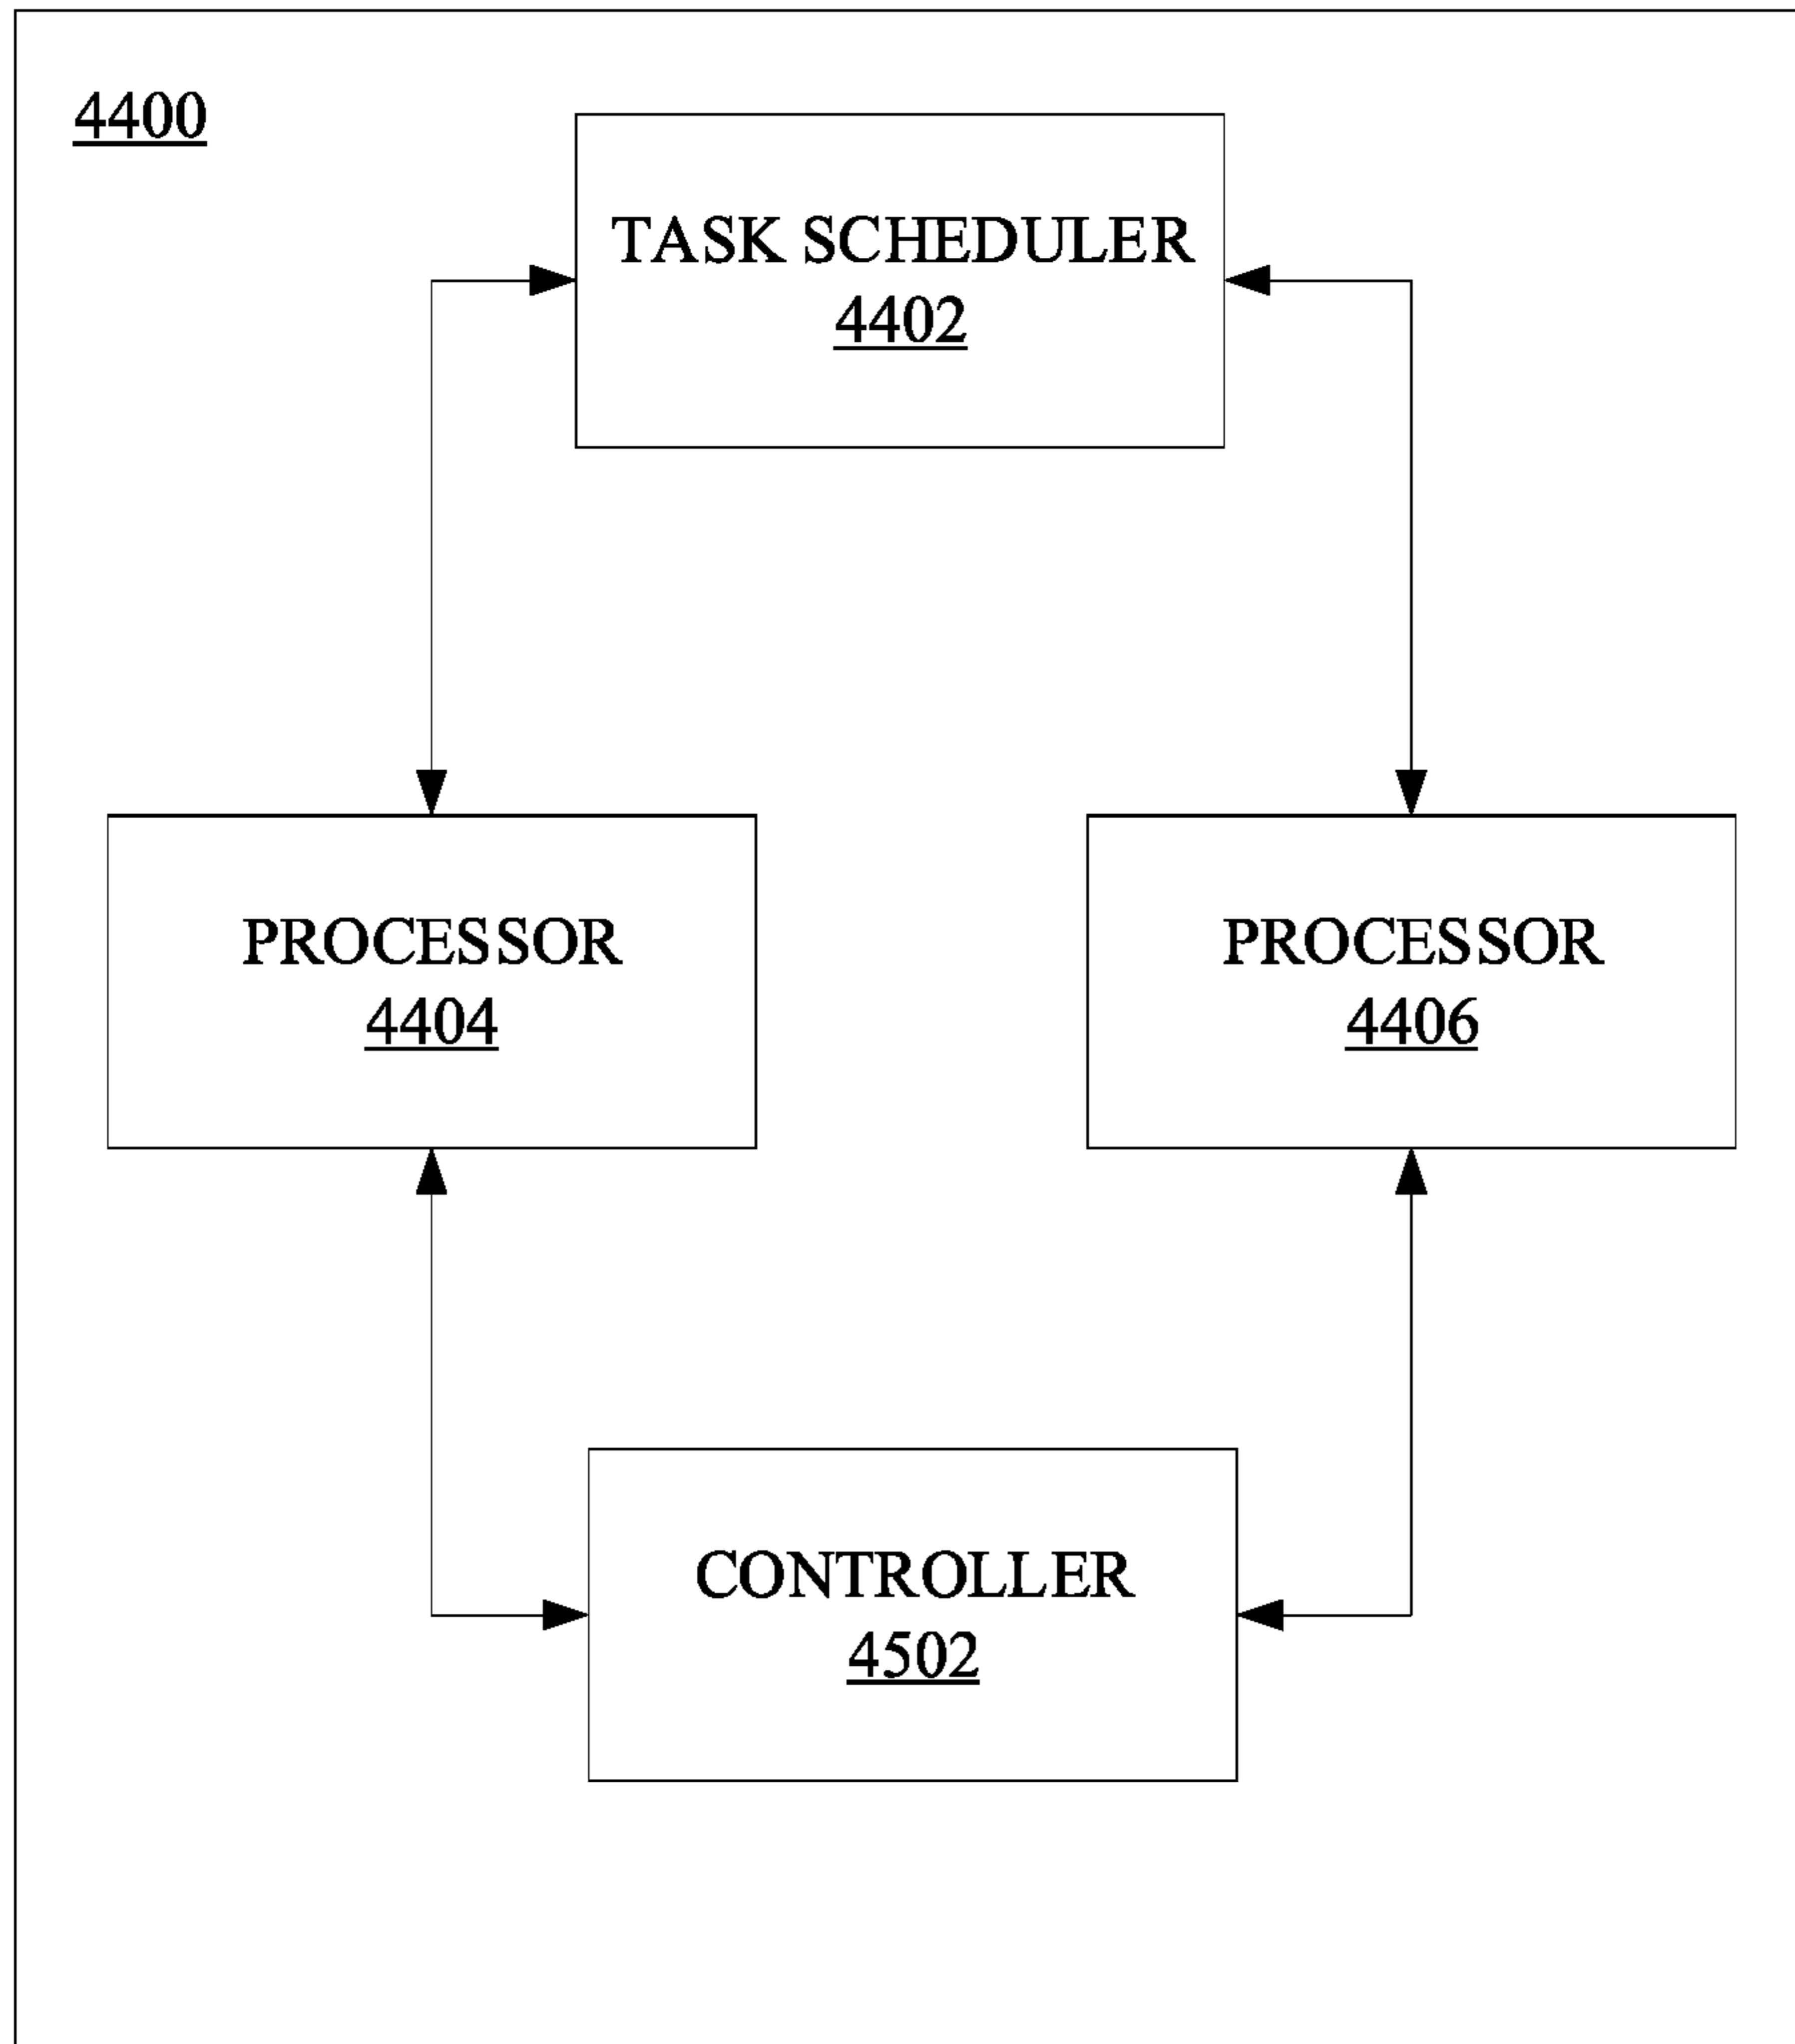 4400
TASK SCHEDULER
4402
PROCESSOR
4404
PROCESSOR
4406
CONTROLLER
4502